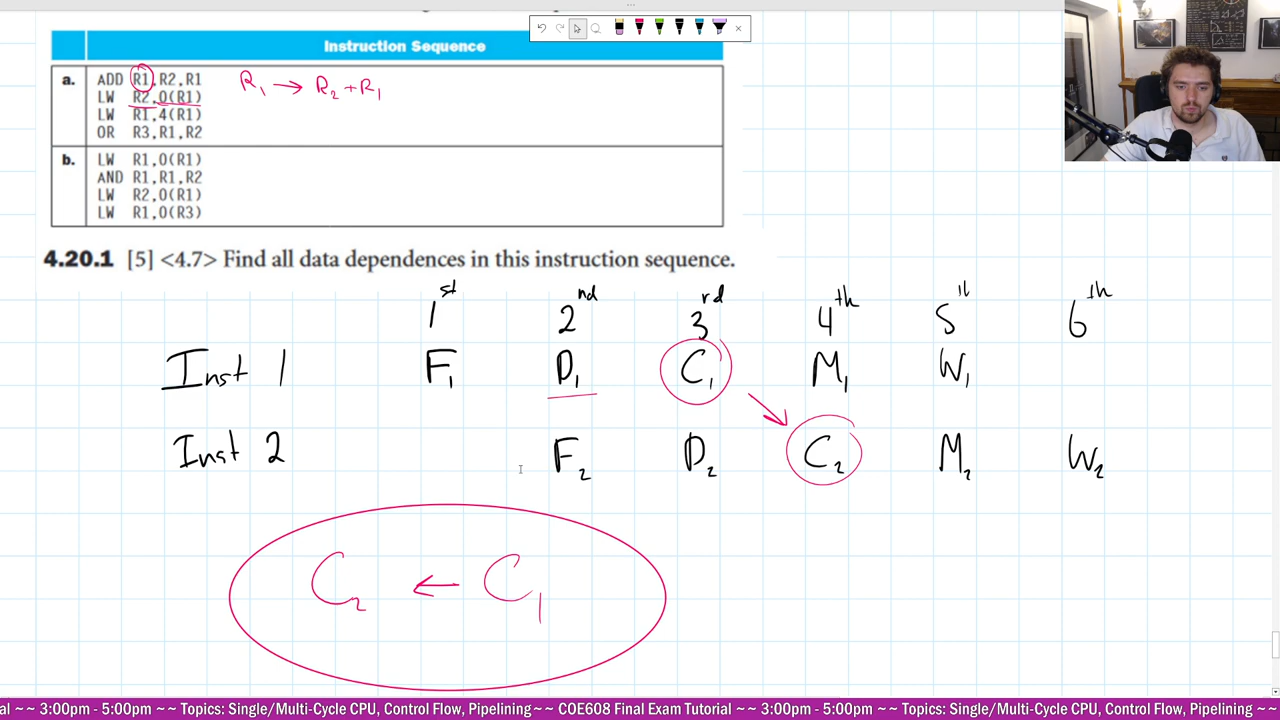 Instruction Sequence
a. ADD R1,R2,R1 R1 → R2 + R1
LW R2,0(R1)
LW R1,4(R1)
OR R3,R1,R2
b. LW R1,0(R1)
AND R1,R1,R2
LW R2,0(R1)
LW R1,0(R3)
4.20.1 [5] <4.7> Find all data dependences in this instruction sequence.
1st 2nd 3rd 4th 5th 6th
Inst 1 F1 D1 C1 M1 W1
Inst 2 F2 D2 C2 M2 W2
C2 ← C1
al ~~ 3:00pm - 5:00pm ~~ Topics: Single/Multi-Cycle CPU, Control Flow, Pipelining~~ COE608 Final Exam Tutorial ~~ 3:00pm - 5:00pm ~~ Topics: Single/Multi-Cycle CPU, Control Flow, Pipelining